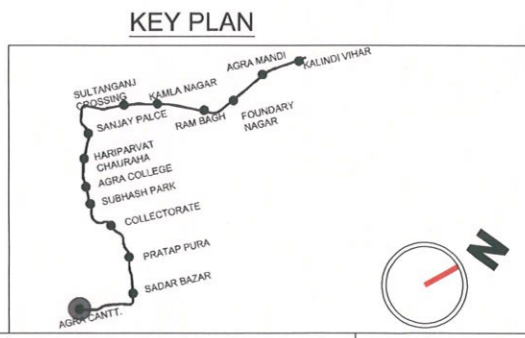 KEY PLAN
AGRA MANDI
KALINDI VIHAR
SULTANGANJ
CROSSING
KAMLA NAGAR
RAM BAGH
FOUNDARY
NAGAR
SANJAY PALCE
HARIPARVAT
CHAURAHA
AGRA COLLEGE
SUBHASH PARK
COLLECTORATE
PRATAP PURA
SADAR BAZAR
AGRA CANTT.
N